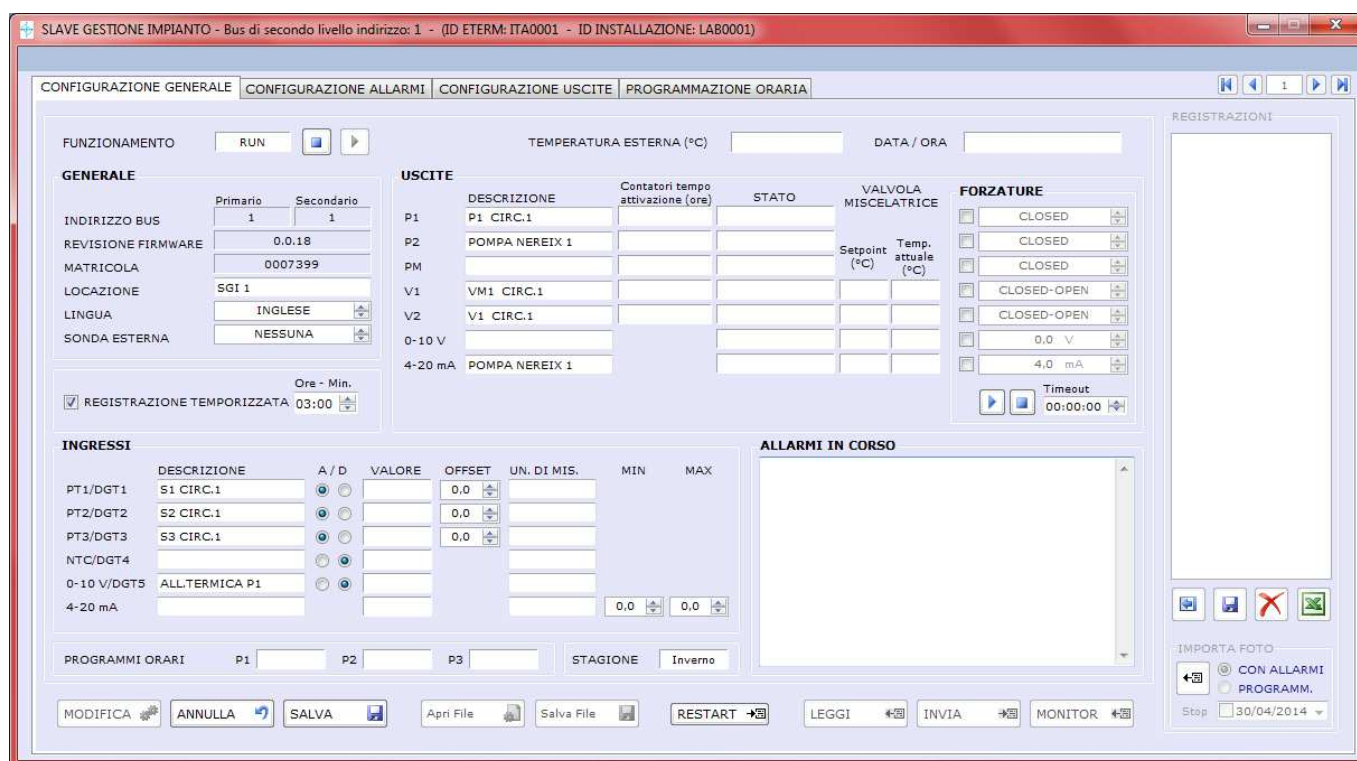 SLAVE GESTIONE IMPIANTO - Bus di secondo livello indirizzo: 1 - (ID ETERM: ITA0001 - ID INSTALLAZIONE: LAB0001)
CONFIGURAZIONE GENERALE CONFIGURAZIONE ALLARMI CONFIGURAZIONE USCITE PROGRAMMAZIONE ORARIA 1
REGISTRAZIONI
FUNZIONAMENTO RUN TEMPERATURA ESTERNA (°C) DATA / ORA
GENERALE
Primario Secondario
INDIRIZZO BUS 1 1
REVISIONE FIRMWARE 0.0.18
MATRICOLA 0007399
LOCAZIONE SGI 1
LINGUA INGLESE
SONDA ESTERNA NESSUNA
Ore - Min.
REGISTRAZIONE TEMPORIZZATA 03:00
USCITE
DESCRIZIONE Contatori tempo attivazione (ore) STATO VALVOLA MISCELATRICE
Setpoint (°C) Temp. attuale (°C)
P1 P1 CIRC.1
P2 POMPA NEREIX 1
PM
V1 VM1 CIRC.1
V2 V1 CIRC.1
0-10 V
4-20 mA POMPA NEREIX 1
FORZATURE
CLOSED
CLOSED
CLOSED
CLOSED-OPEN
CLOSED-OPEN
0,0 V
4,0 mA
Timeout
00:00:00
INGRESSI
DESCRIZIONE A / D VALORE OFFSET UN. DI MIS. MIN MAX
PT1/DGT1 S1 CIRC.1 0,0
PT2/DGT2 S2 CIRC.1 0,0
PT3/DGT3 S3 CIRC.1 0,0
NTC/DGT4
0-10 V/DGT5 ALL.TERMICA P1
4-20 mA 0,0 0,0
ALLARMI IN CORSO
PROGRAMMI ORARI P1 P2 P3 STAGIONE Inverno
IMPORTA FOTO
CON ALLARMI
PROGRAMM.
Stop 30/04/2014
MODIFICA ANNULLA SALVA Apri File Salva File RESTART LEGGI INVIA MONITOR